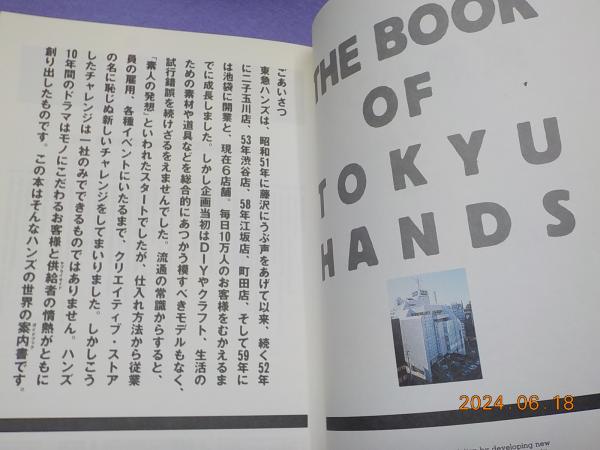 ごあいさつ
東急ハンズは、昭和51年に藤沢にうぶ声をあげて以来、続く52年
に二子玉川店、53年渋谷店、58年江坂店、町田店、そして59年に
は池袋に開業と、現在6店舗。毎日10万人のお客様をむかえるま
でに成長しました。しかし企画当初はDIYやクラフト、生活の
ための素材や道具などを総合的にあつかう模すべきモデルもなく、
試行錯誤を続けざるをえませんでした。流通の常識からすると、
“素人の発想”といわれたスタートでしたが、仕入れ方法から従業
員の雇用、各種イベントにいたるまで、クリエイティブ・ストア
の名に恥じぬ新しいチャレンジをしてまいりました。しかしこう
したチャレンジは一社のみでできるものではありません。ハンズ
10年間のドラマはモノにこだわるお客様と供給者の情熱がともに
創り出したものです。この本はそんなハンズの世界の案内書です。
THE BOOK
OF
TOKYU
HANDS
by developing new
2024.06.18